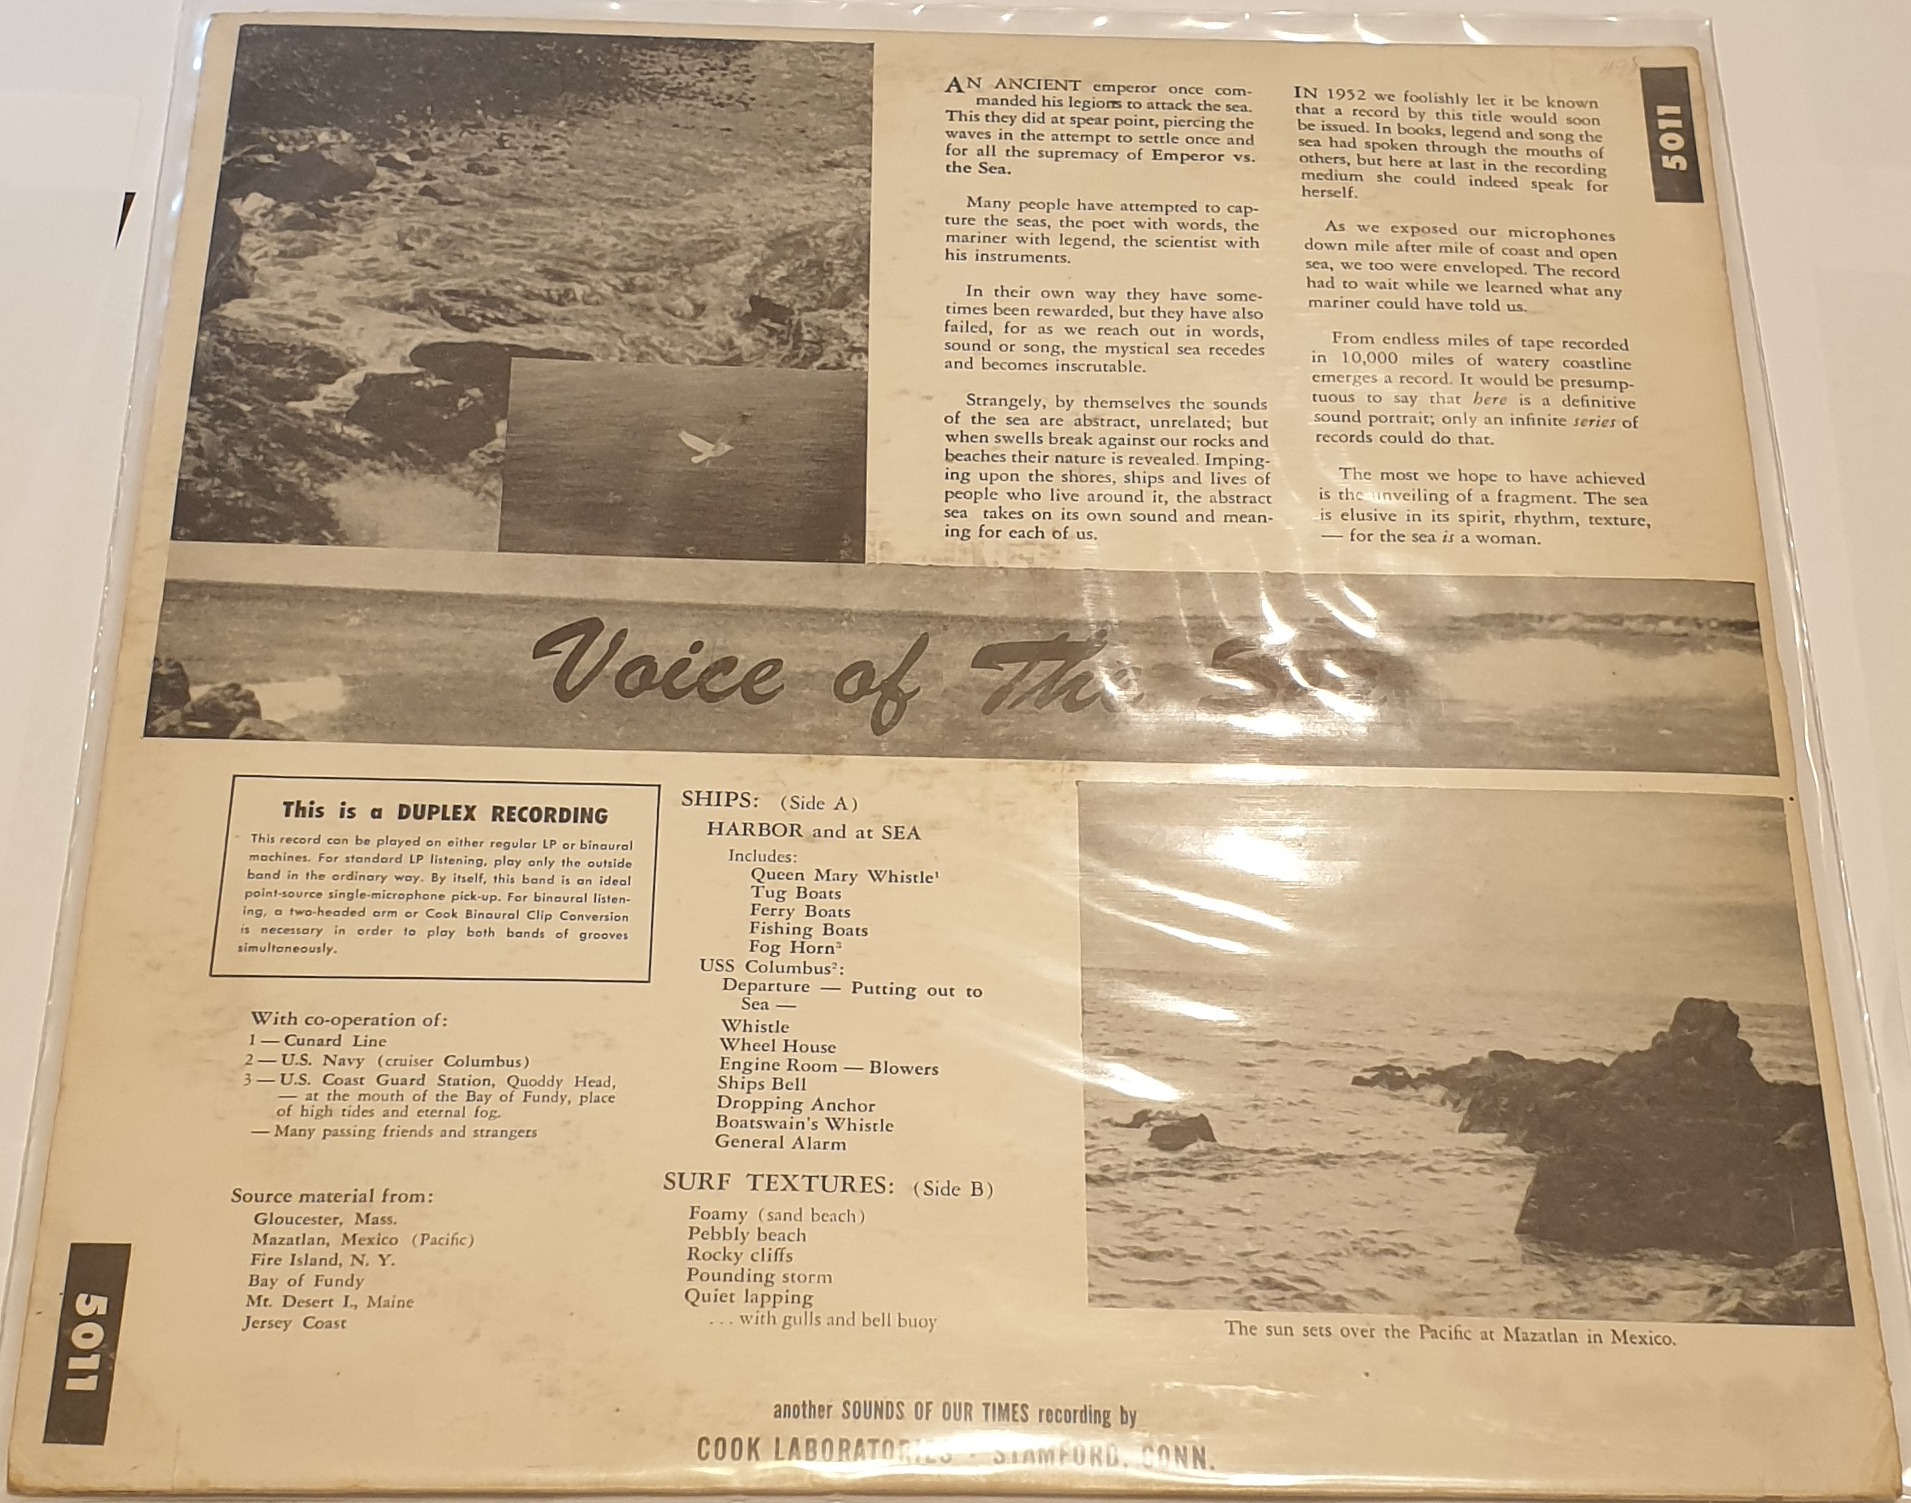 AN ANCIENT emperor once com-
manded his legions to attack the sea.
This they did at spear point, piercing the
waves in the attempt to settle once and
for all the supremacy of Emperor vs.
the Sea.
Many people have attempted to cap-
ture the seas, the poet with words, the
mariner with legend, the scientist with
his instruments.
In their own way they have some-
times been rewarded, but they have also
failed, for as we reach out in words,
sound or song, the mystical sea recedes
and becomes inscrutable.
Strangely, by themselves the sounds
of the sea are abstract, unrelated; but
when swells break against our rocks and
beaches their nature is revealed. Imping-
ing upon the shores, ships and lives of
people who live around it, the abstract
sea takes on its own sound and mean-
ing for each of us.
IN 1952 we foolishly let it be known
that a record by this title would soon
be issued. In books, legend and song the
sea had spoken through the mouths of
others, but here at last in the recording
medium she could indeed speak for
herself.
As we exposed our microphones
down mile after mile of coast and open
sea, we too were enveloped. The record
had to wait while we learned what any
mariner could have told us.
From endless miles of tape recorded
in 10,000 miles of watery coastline
emerges a record. It would be presump-
tuous to say that here is a definitive
sound portrait; only an infinite series of
records could do that.
The most we hope to have achieved
is the unveiling of a fragment. The sea
is elusive in its spirit, rhythm, texture,
— for the sea is a woman.
5011
Voice of The Sea
This is a DUPLEX RECORDING
This record can be played on either regular LP or binaural
machines. For standard LP listening, play only the outside
band in the ordinary way. By itself, this band is an ideal
point-source single-microphone pick-up. For binaural listen-
ing, a two-headed arm or Cook Binaural Clip Conversion
is necessary in order to play both bands of grooves
simultaneously.
With co-operation of:
1 — Cunard Line
2 — U.S. Navy (cruiser Columbus)
3 — U.S. Coast Guard Station, Quoddy Head,
— at the mouth of the Bay of Fundy, place
of high tides and eternal fog.
— Many passing friends and strangers
Source material from:
Gloucester, Mass.
Mazatlan, Mexico (Pacific)
Fire Island, N. Y.
Bay of Fundy
Mt. Desert I., Maine
Jersey Coast
5011
SHIPS: (Side A)
HARBOR and at SEA
Includes:
Queen Mary Whistle¹
Tug Boats
Ferry Boats
Fishing Boats
Fog Horn³
USS Columbus²:
Departure — Putting out to
Sea —
Whistle
Wheel House
Engine Room — Blowers
Ships Bell
Dropping Anchor
Boatswain's Whistle
General Alarm
SURF TEXTURES: (Side B)
Foamy (sand beach)
Pebbly beach
Rocky cliffs
Pounding storm
Quiet lapping
. . . with gulls and bell buoy
The sun sets over the Pacific at Mazatlan in Mexico.
another SOUNDS OF OUR TIMES recording by
COOK LABORATORIES · STAMFORD, CONN.